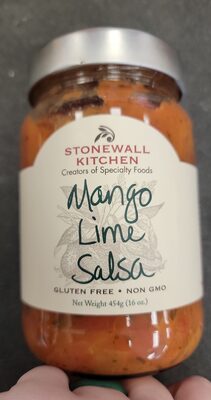 STONEWALL
KITCHEN
Creators of Specialty Foods
Mango
Lime
Salsa
GLUTEN FREE • NON GMO
Net Weight 454g (16 oz.)